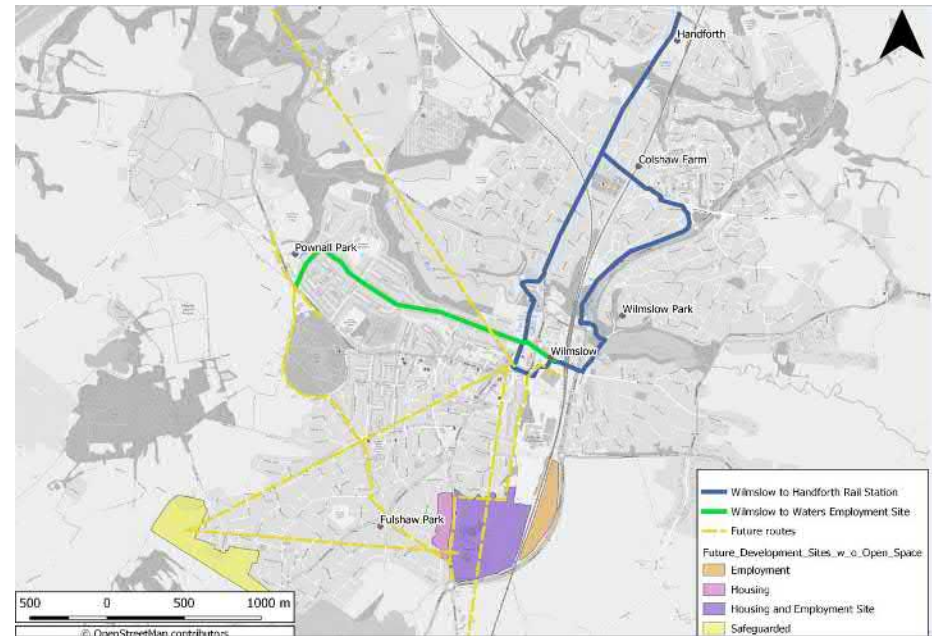 Handforth
Colshaw Farm
Pownall Park
Wilmslow Park
Wilmslow
Fulshaw Park
Wilmslow to Handforth Rail Station
Wilmslow to Waters Employment Site
Future routes
Future_Development_Sites_w_o_Open_Space
Employment
Housing
Housing and Employment Site
Safeguarded
500 0 500 1000 m
© OpenStreetMap contributors